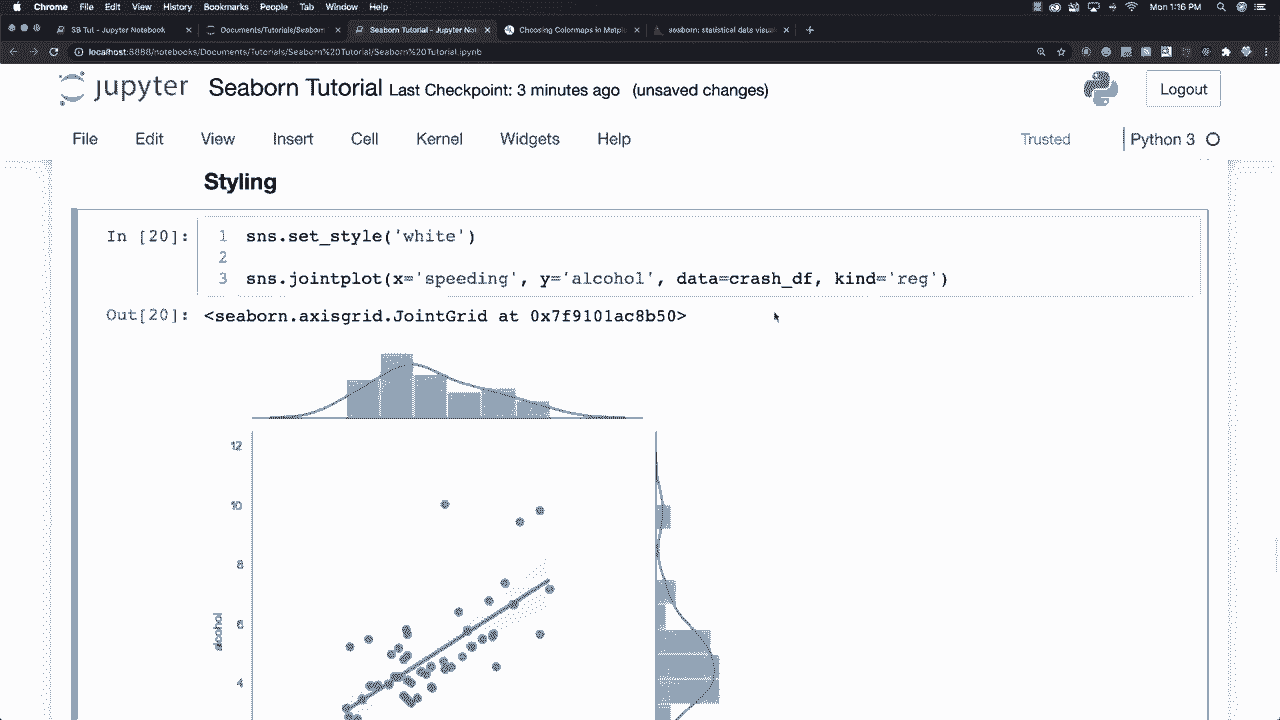 Chrome File Edit View History Bookmarks People Tab Window Help Mon 1:16 PM
SB Tut - Jupyter Notebook Documents/Tutorials/Seaborn Seaborn Tutorial - Jupyter Not Choosing Colormaps in Matpl seaborn: statistical data visual
localhost:8888/notebooks/Documents/Tutorials/Seaborn%20Tutorial/Seaborn%20Tutorial.ipynb
jupyter Seaborn Tutorial Last Checkpoint: 3 minutes ago (unsaved changes) Logout
File Edit View Insert Cell Kernel Widgets Help Trusted Python 3
Styling
In [20]: 1 sns.set_style('white')
2
3 sns.jointplot(x='speeding', y='alcohol', data=crash_df, kind='reg')
Out[20]: <seaborn.axisgrid.JointGrid at 0x7f9101ac8b50>
12
10
8
6
alcohol
4